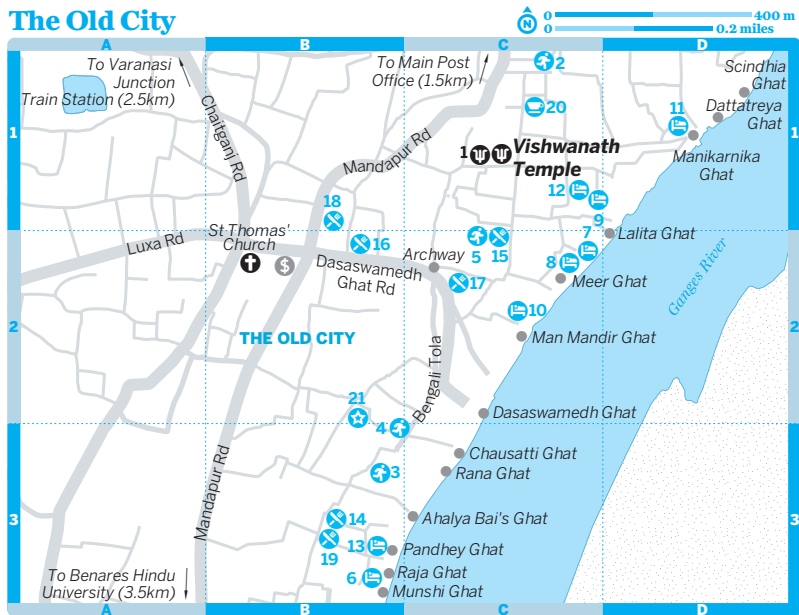 The Old City
N
0 400 m
0 0.2 miles
A B C D
To Varanasi
Junction
Train Station (2.5km)
To Main Post
Office (1.5km)
2
Scindhia
Ghat
20
11
Dattatreya
Ghat
1 1
Chaitganj Rd
Mandapur Rd
1 Vishwanath
Temple
Manikarnika
Ghat
12
9
18
St Thomas'
Church
Luxa Rd
16
$
Dasaswamedh
Ghat Rd
Archway
5 15
7
Lalita Ghat
8
Meer Ghat
17
Ganges River
10
2 2
THE OLD CITY
Man Mandir Ghat
Bengali Tola
21
Dasaswamedh Ghat
4
Chausatti Ghat
3
Rana Ghat
Mandapur Rd
14
Ahalya Bai's Ghat
3 3
19
13
Pandhey Ghat
6
Raja Ghat
Munshi Ghat
To Benares Hindu
University (3.5km)
A B C D